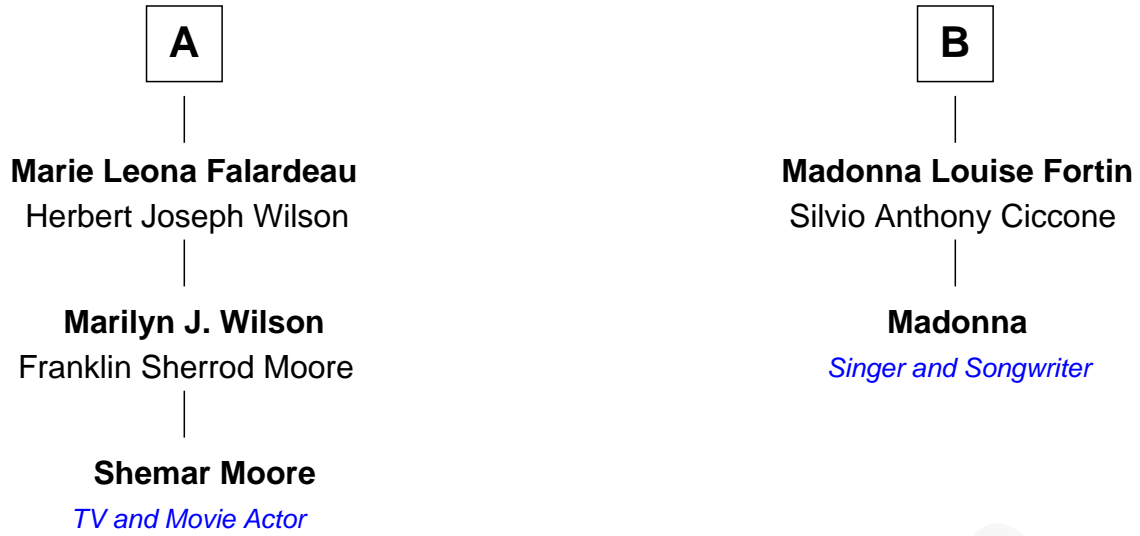 A
Marie Leona Falardeau
Herbert Joseph Wilson
Marilyn J. Wilson
Franklin Sherrod Moore
Shemar Moore
TV and Movie Actor
B
Madonna Louise Fortin
Silvio Anthony Ciccone
Madonna
Singer and Songwriter